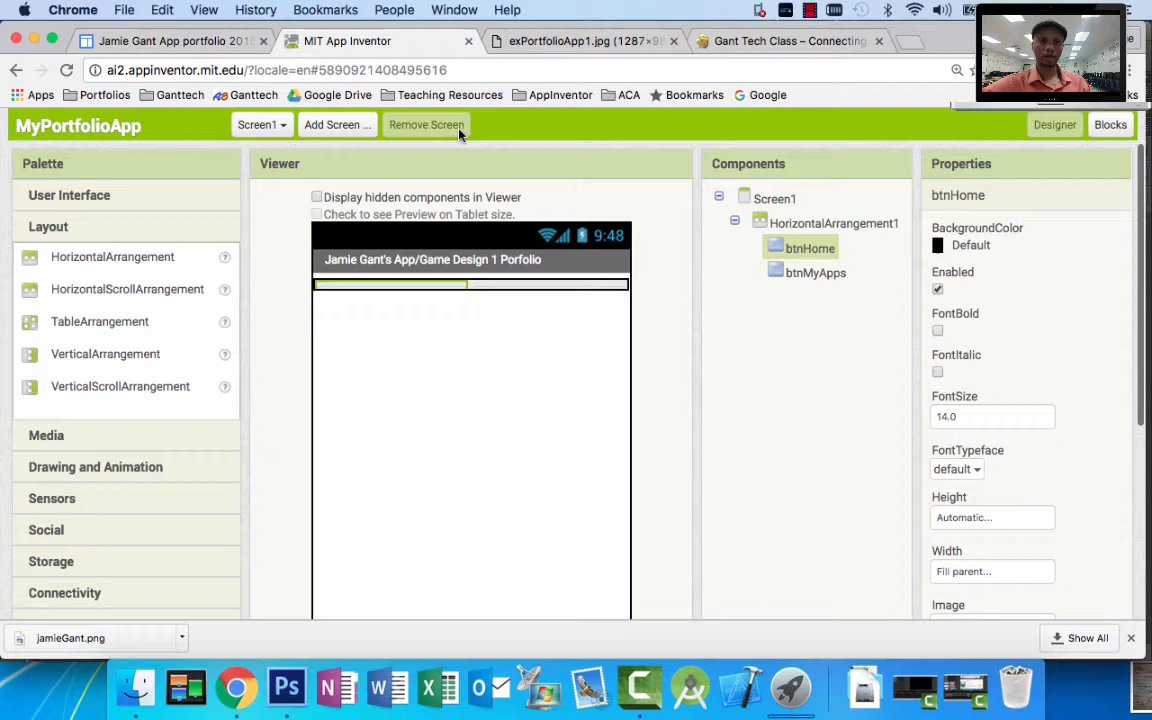 Chrome File Edit View History Bookmarks People Window Help
Jamie Gant App portfolio 201 × MIT App Inventor × exPortfolioApp1.jpg (1287×9 × Gant Tech Class – Connecting ×
ai2.appinventor.mit.edu/?locale=en#5890921408495616
Apps Portfolios Ganttech Ganttech Google Drive Teaching Resources AppInventor ACA Bookmarks Google
MyPortfolioApp Screen1 Add Screen ... Remove Screen Designer Blocks
Palette Viewer Components Properties
User Interface
Layout
HorizontalArrangement
HorizontalScrollArrangement
TableArrangement
VerticalArrangement
VerticalScrollArrangement
Media
Drawing and Animation
Sensors
Social
Storage
Connectivity
Display hidden components in Viewer
Check to see Preview on Tablet size.
9:48
Jamie Gant's App/Game Design 1 Porfolio
Screen1
HorizontalArrangement1
btnHome
btnMyApps
btnHome
BackgroundColor
Default
Enabled
FontBold
FontItalic
FontSize
14.0
FontTypeface
default
Height
Automatic...
Width
Fill parent...
Image
jamieGant.png Show All